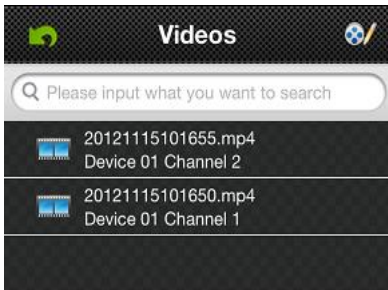 Videos
Please input what you want to search
20121115101655.mp4
Device 01 Channel 2
20121115101650.mp4
Device 01 Channel 1